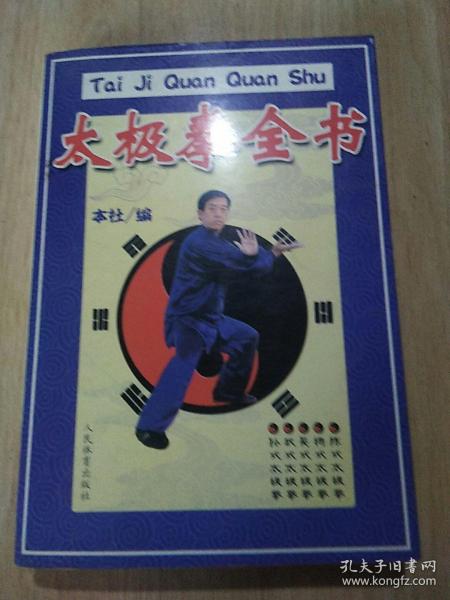 Tai Ji Quan Quan Shu
太极拳全书
本社/编
陈式太极拳
杨式太极拳
吴式太极拳
武式太极拳
孙式太极拳
人民体育出版社
孔夫子旧书网
www.kongfz.com